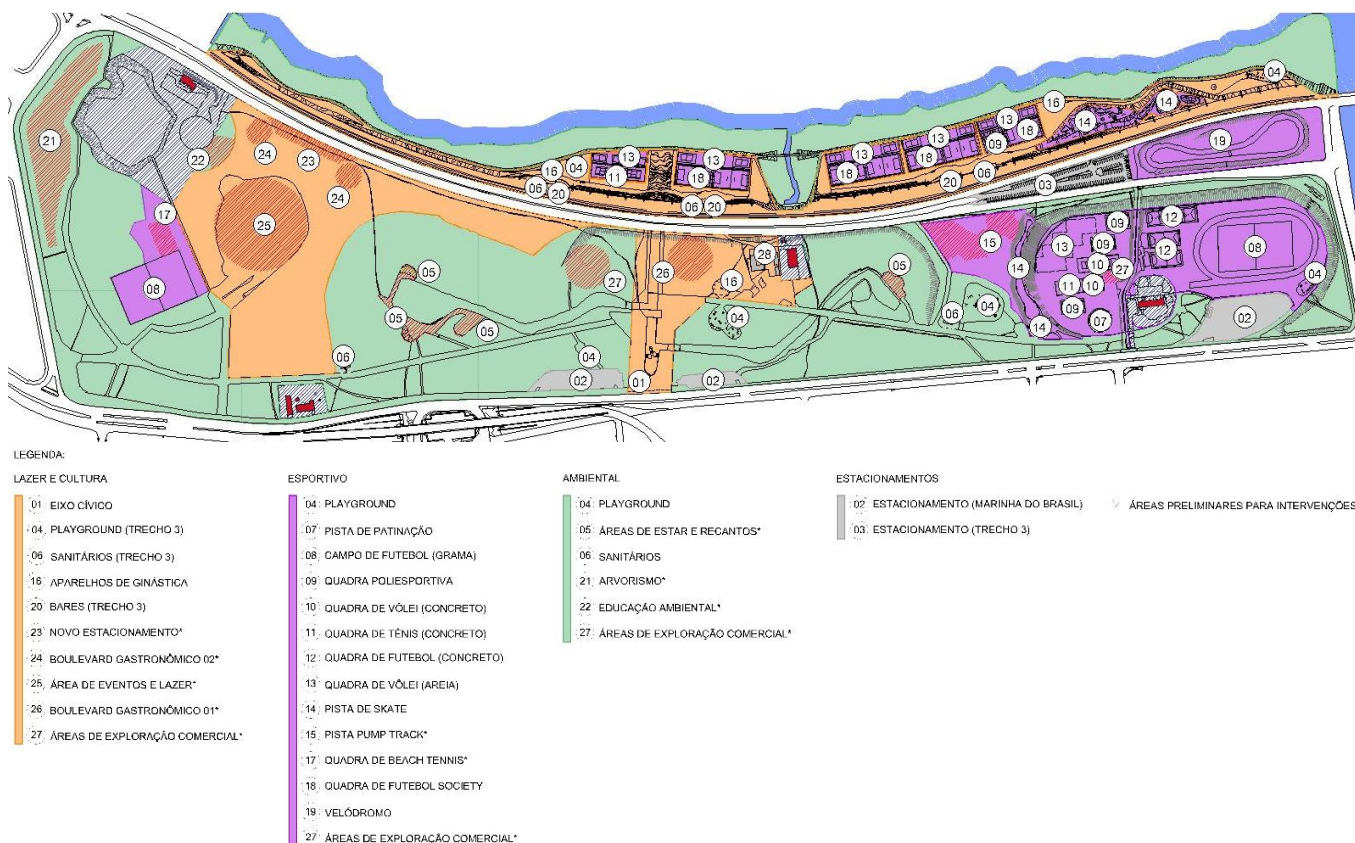 04
14
16
14
13
13
18
09
19
21
24
23
22
13
18
13
13
18
16
04
11
18
06
20
06
20
20
06
03
24
17
25
28
12
09
15
13
09
12
08
26
27
05
05
14
10
27
16
11
10
04
08
05
05
04
06
04
09
07
14
02
06
04
02
01
02
LEGENDA:
LAZER E CULTURA
01 EIXO CÍVICO
04 PLAYGROUND (TRECHO 3)
06 SANITÁRIOS (TRECHO 3)
16 APARELHOS DE GINÁSTICA
20 BARES (TRECHO 3)
23 NOVO ESTACIONAMENTO*
24 BOULEVARD GASTRONÔMICO 02*
25 ÁREA DE EVENTOS E LAZER*
26 BOULEVARD GASTRONÔMICO 01*
27 ÁREAS DE EXPLORAÇÃO COMERCIAL*
ESPORTIVO
04 PLAYGROUND
07 PISTA DE PATINAÇÃO
08 CAMPO DE FUTEBOL (GRAMA)
09 QUADRA POLIESPORTIVA
10 QUADRA DE VÔLEI (CONCRETO)
11 QUADRA DE TÊNIS (CONCRETO)
12 QUADRA DE FUTEBOL (CONCRETO)
13 QUADRA DE VÔLEI (AREIA)
14 PISTA DE SKATE
15 PISTA PUMP TRACK*
17 QUADRA DE BEACH TENNIS*
18 QUADRA DE FUTEBOL SOCIETY
19 VELÓDROMO
27 ÁREAS DE EXPLORAÇÃO COMERCIAL*
AMBIENTAL
04 PLAYGROUND
05 ÁREAS DE ESTAR E RECANTOS*
06 SANITÁRIOS
21 ARVORISMO*
22 EDUCAÇÃO AMBIENTAL*
27 ÁREAS DE EXPLORAÇÃO COMERCIAL*
ESTACIONAMENTOS
02 ESTACIONAMENTO (MARINHA DO BRASIL)
03 ESTACIONAMENTO (TRECHO 3)
ÁREAS PRELIMINARES PARA INTERVENÇÕES